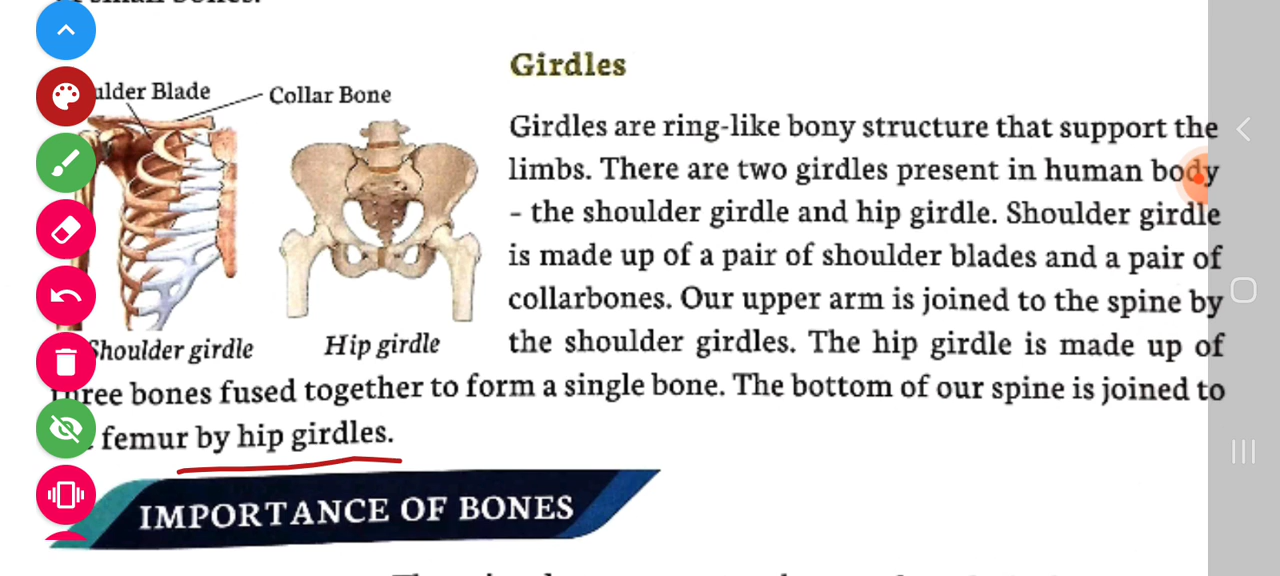 Girdles
Shoulder Blade
Collar Bone
Girdles are ring-like bony structure that support the
limbs. There are two girdles present in human body
- the shoulder girdle and hip girdle. Shoulder girdle
is made up of a pair of shoulder blades and a pair of
collarbones. Our upper arm is joined to the spine by
Shoulder girdle
Hip girdle
the shoulder girdles. The hip girdle is made up of
three bones fused together to form a single bone. The bottom of our spine is joined to
femur by hip girdles.
IMPORTANCE OF BONES